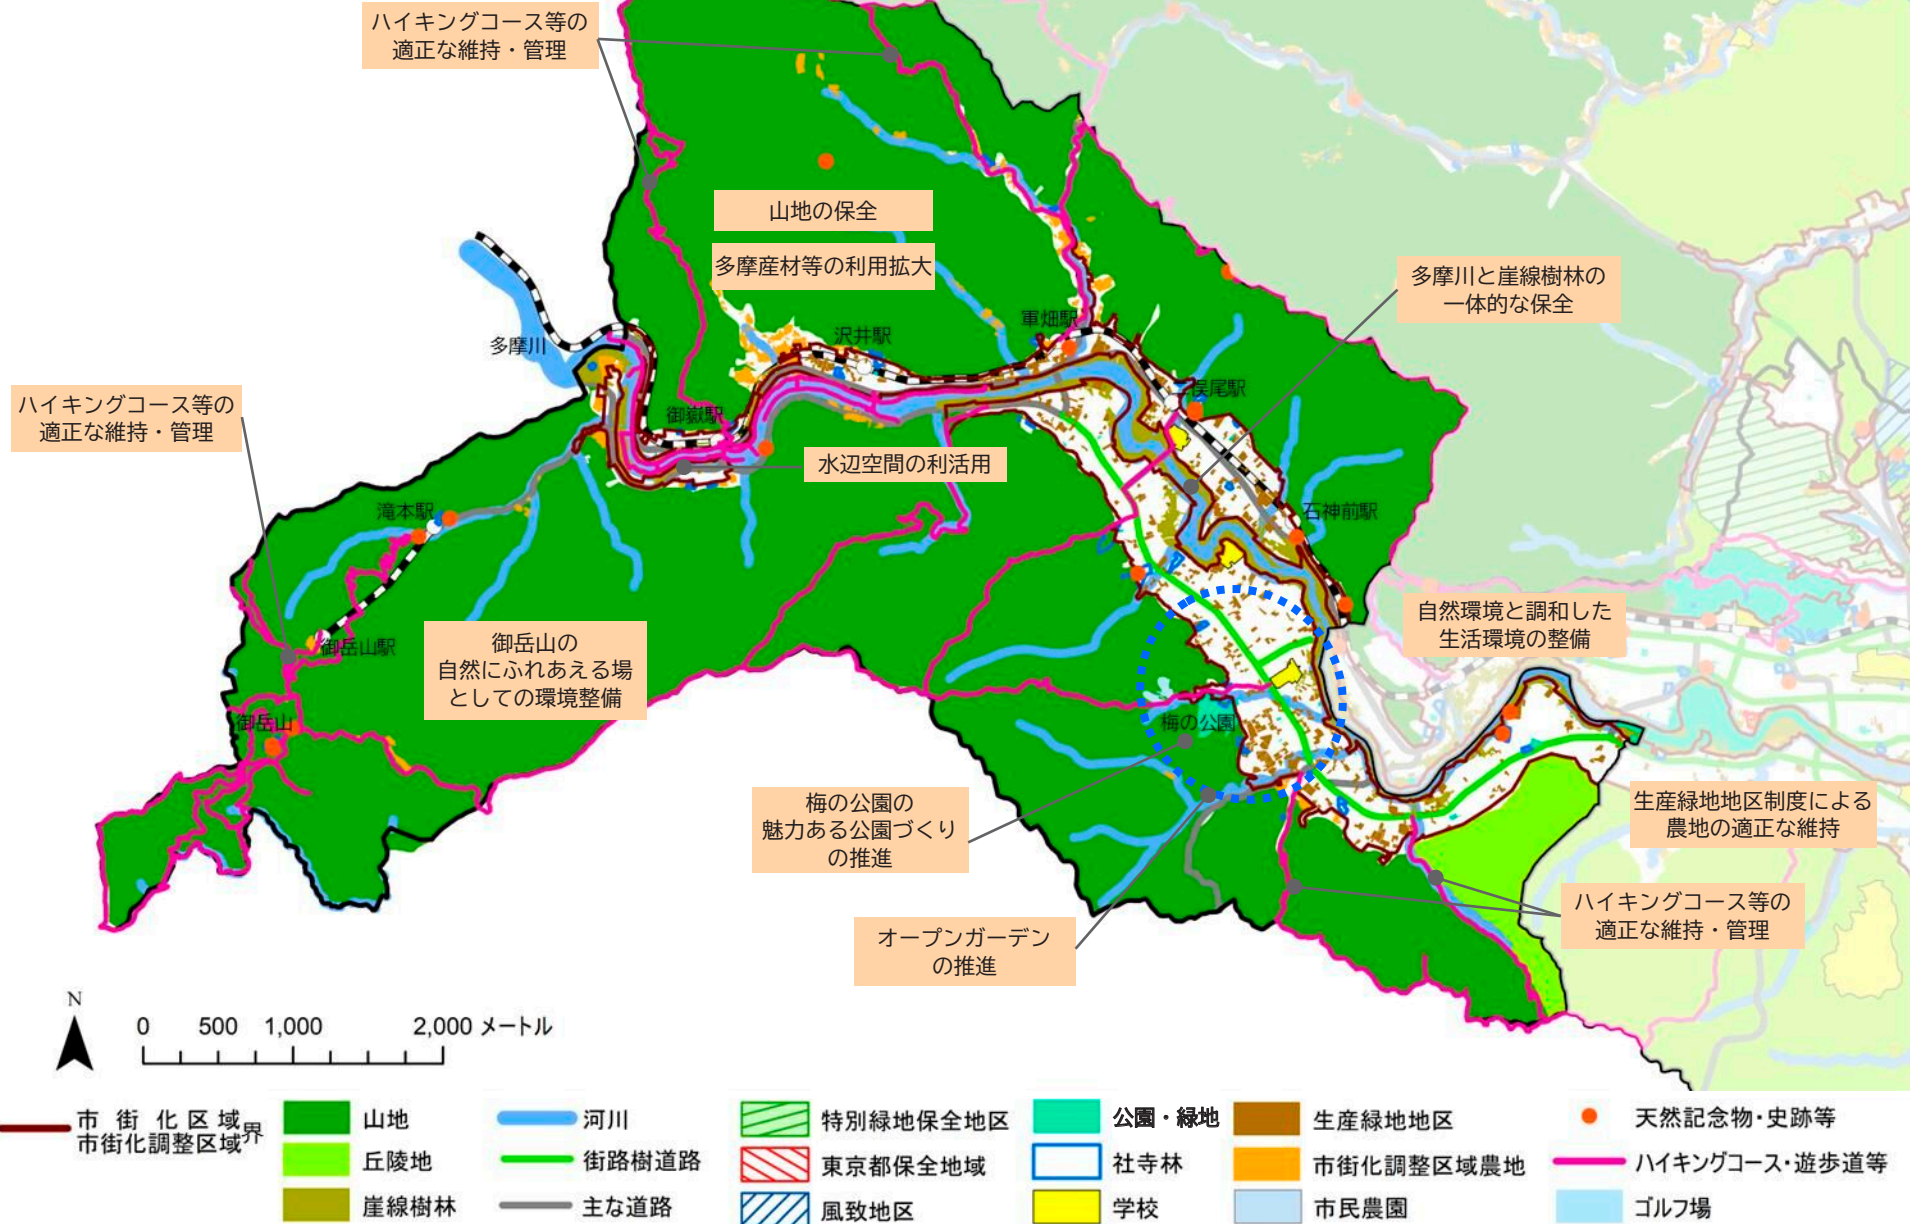 ハイキングコース等の
適正な維持・管理
山地の保全
多摩産材等の利用拡大
多摩川と崖線樹林の
一体的な保全
軍畑駅
沢井駅
多摩川
俣尾駅
ハイキングコース等の
適正な維持・管理
御嶽駅
水辺空間の利活用
滝本駅
石神前駅
自然環境と調和した
生活環境の整備
御岳山の
自然にふれあえる場
としての環境整備
御岳山駅
御岳山
梅の公園
梅の公園の
魅力ある公園づくり
の推進
生産緑地地区制度による
農地の適正な維持
ハイキングコース等の
適正な維持・管理
オープンガーデン
の推進
N
0 500 1,000 2,000 メートル
市街化区域
市街化調整区域界
山地
丘陵地
崖線樹林
河川
街路樹道路
主な道路
特別緑地保全地区
東京都保全地域
風致地区
公園・緑地
社寺林
学校
生産緑地地区
市街化調整区域農地
市民農園
天然記念物・史跡等
ハイキングコース・遊歩道等
ゴルフ場